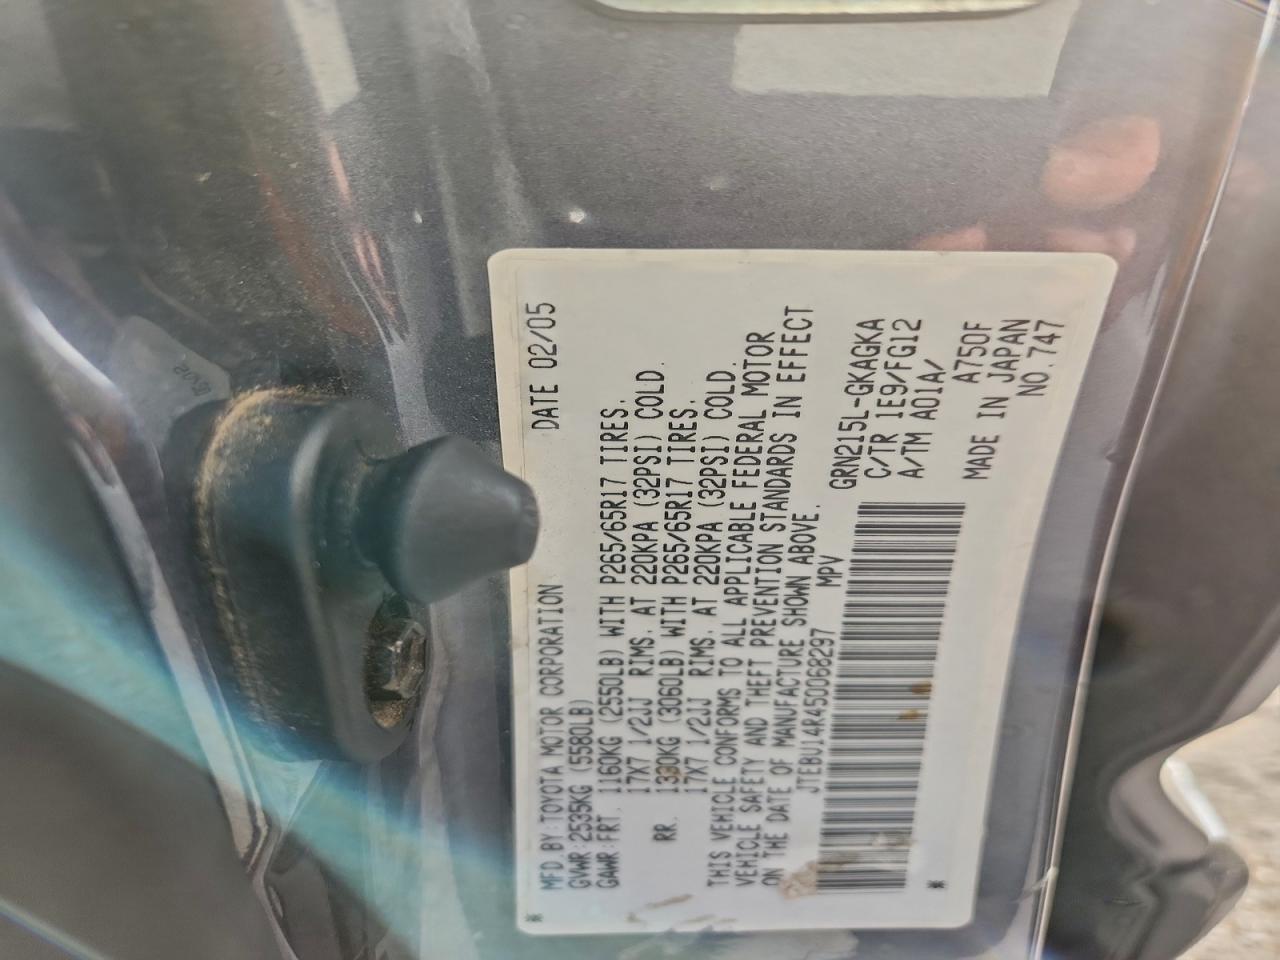 MFD.BY:TOYOTA MOTOR CORPORATION DATE 02/05
GVWR:2535KG (5580LB)
GAWR:FRT. 1160KG (2550LB) WITH P265/65R17 TIRES.
17X7 1/2JJ RIMS. AT 220KPA (32PSI) COLD.
RR. 1390KG (3060LB) WITH P265/65R17 TIRES.
17X7 1/2JJ RIMS. AT 220KPA (32PSI) COLD.
THIS VEHICLE CONFORMS TO ALL APPLICABLE FEDERAL MOTOR
VEHICLE SAFETY AND THEFT PREVENTION STANDARDS IN EFFECT
ON THE DATE OF MANUFACTURE SHOWN ABOVE.
JTEBU14R450068297 MPV
GRN215L-GKAGKA
C/TR 1E9/FG12
A/TM A01A/
A750F
MADE IN JAPAN
NO.747